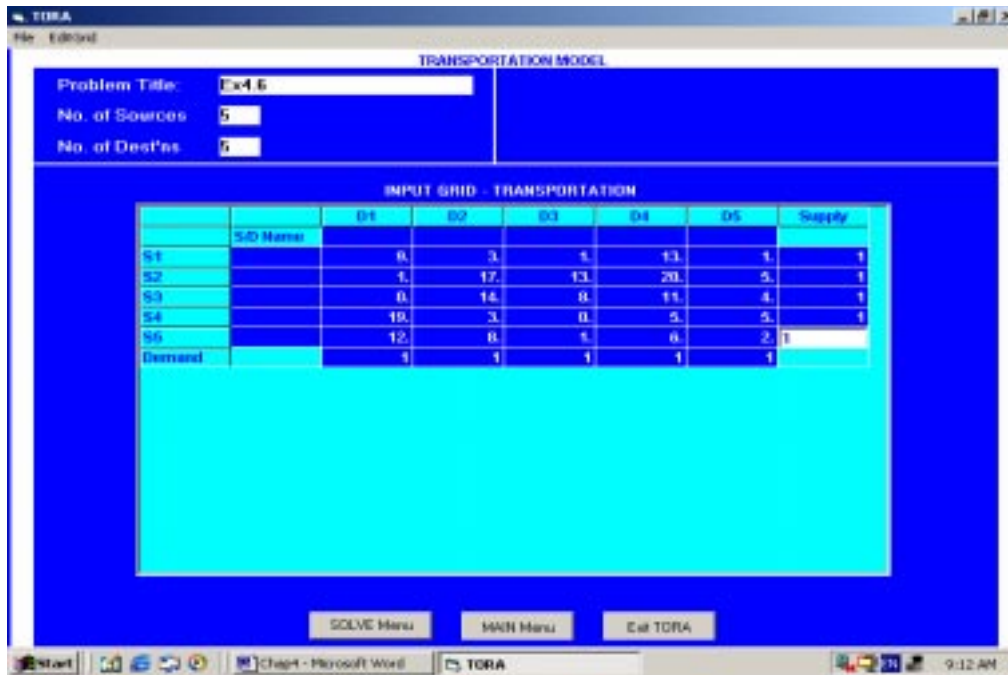 TORA
File EditGrid
TRANSPORTATION MODEL
Problem Title: Ex4.6
No. of Sources 5
No. of Dest'ns 5
INPUT GRID - TRANSPORTATION
D1 D2 D3 D4 D5 Supply
S/D Name
S1 3. 1. 13. 1. 1
S2 1. 17. 13. 20. 5. 1
S3 0. 14. 8. 11. 4. 1
S4 19. 3. 0. 5. 5. 1
S5 12. 8. 1. 6. 2. 1
Demand 1 1 1 1 1
SOLVE Menu MAIN Menu Exit TORA
Start Chap4 - Microsoft Word TORA EN 9:12 AM